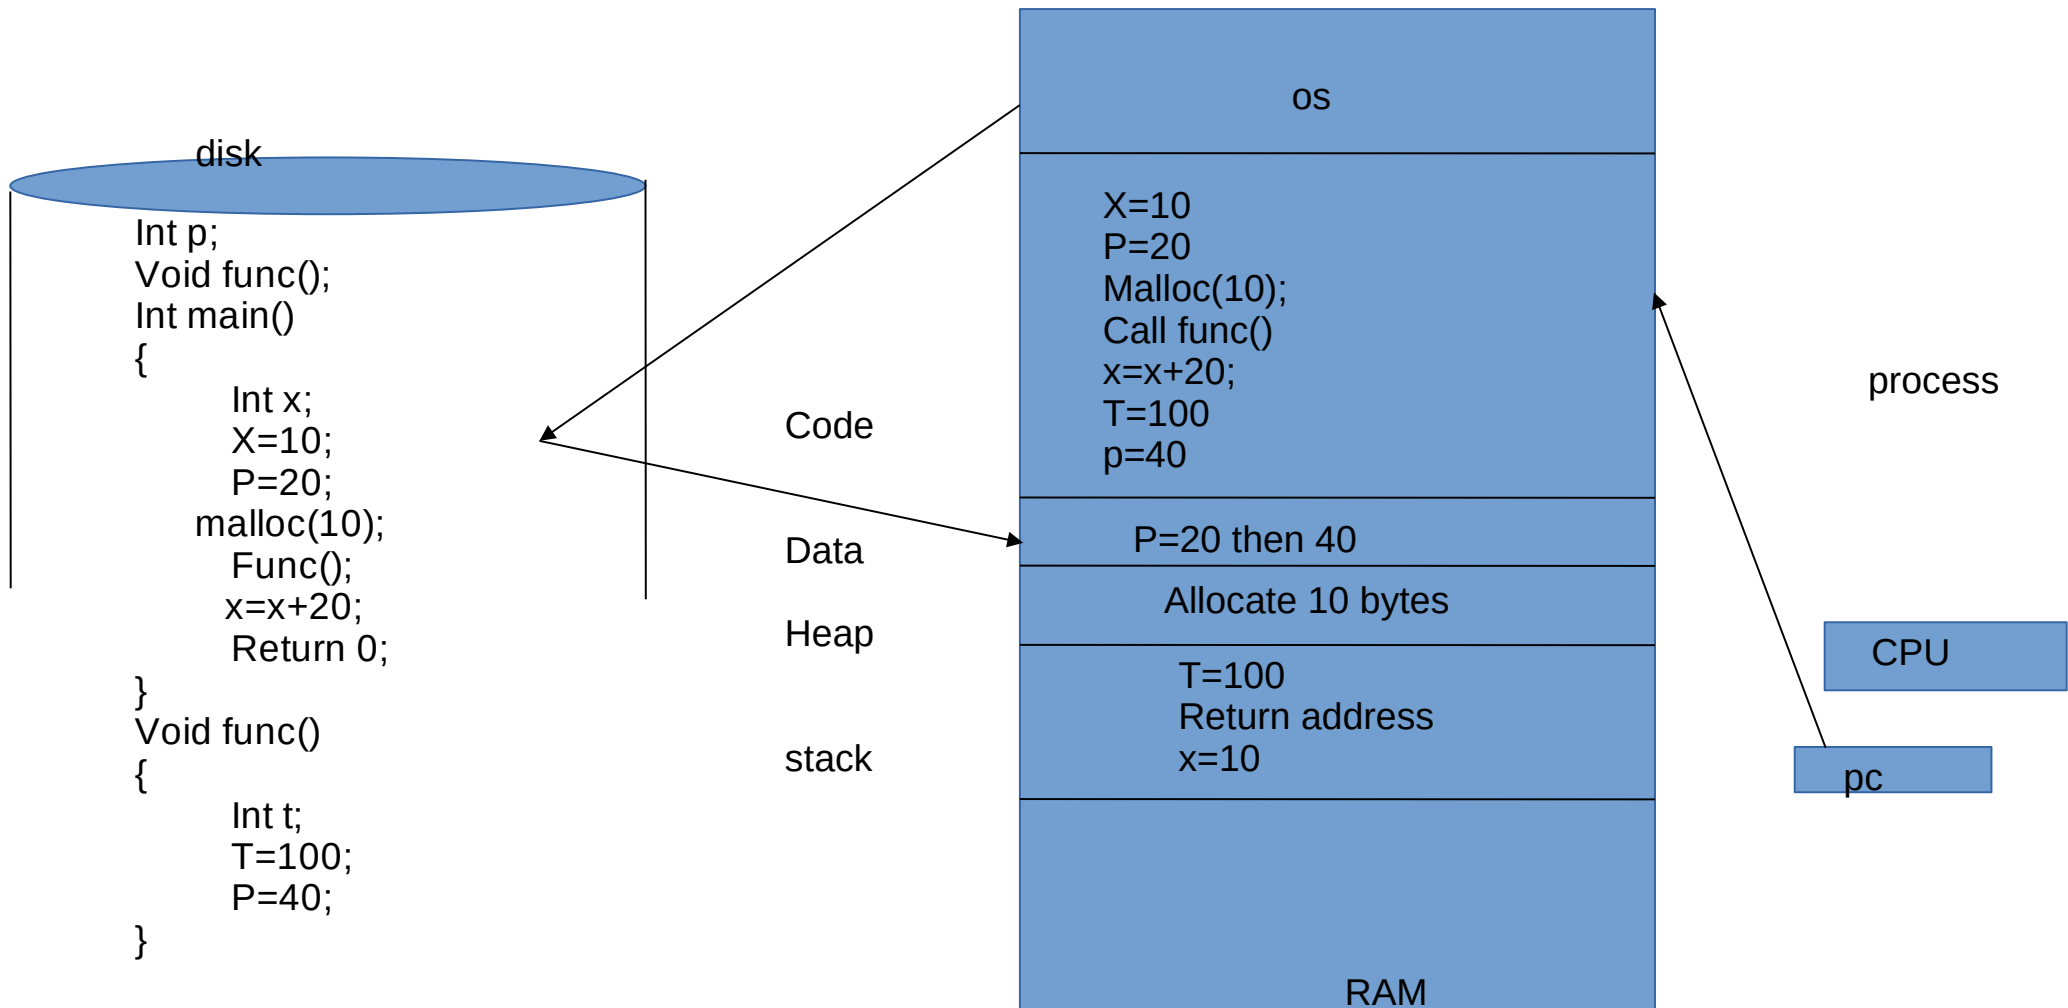 disk
Int p;
Void func();
Int main()
{
Int x;
X=10;
P=20;
malloc(10);
Func();
x=x+20;
Return 0;
}
Void func()
{
Int t;
T=100;
P=40;
}
Code
Data
Heap
stack
os
X=10
P=20
Malloc(10);
Call func()
x=x+20;
T=100
p=40
P=20 then 40
Allocate 10 bytes
T=100
Return address
x=10
RAM
process
CPU
pc